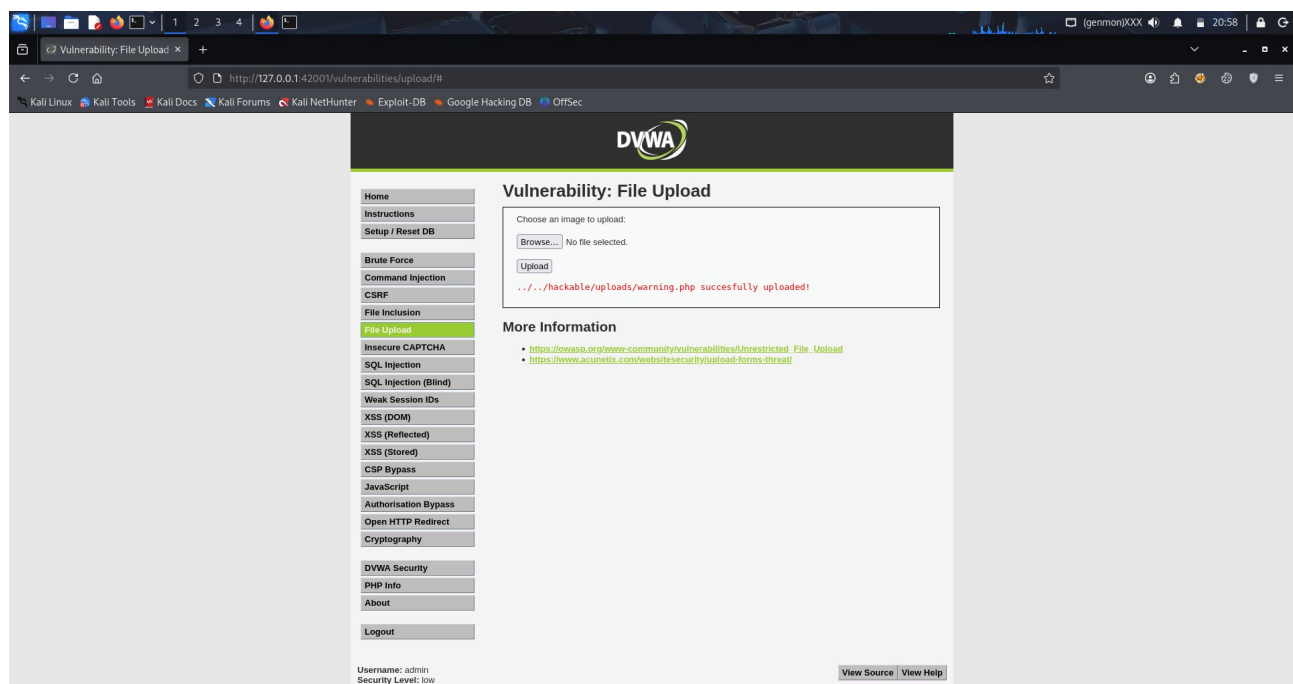 1 2 3 4 (genmon)XXX 20:58
Vulnerability: File Upload
http://127.0.0.1:42001/vulnerabilities/upload/#
Kali Linux Kali Tools Kali Docs Kali Forums Kali NetHunter Exploit-DB Google Hacking DB OffSec
DVWA
Home
Instructions
Setup / Reset DB
Brute Force
Command Injection
CSRF
File Inclusion
File Upload
Insecure CAPTCHA
SQL Injection
SQL Injection (Blind)
Weak Session IDs
XSS (DOM)
XSS (Reflected)
XSS (Stored)
CSP Bypass
JavaScript
Authorisation Bypass
Open HTTP Redirect
Cryptography
DVWA Security
PHP Info
About
Logout
Vulnerability: File Upload
Choose an image to upload:
Browse... No file selected.
Upload
../../hackable/uploads/warning.php succesfully uploaded!
More Information
https://owasp.org/www-community/vulnerabilities/Unrestricted_File_Upload
https://www.acunetix.com/websitesecurity/upload-forms-threat/
Username: admin
Security Level: low
View Source View Help